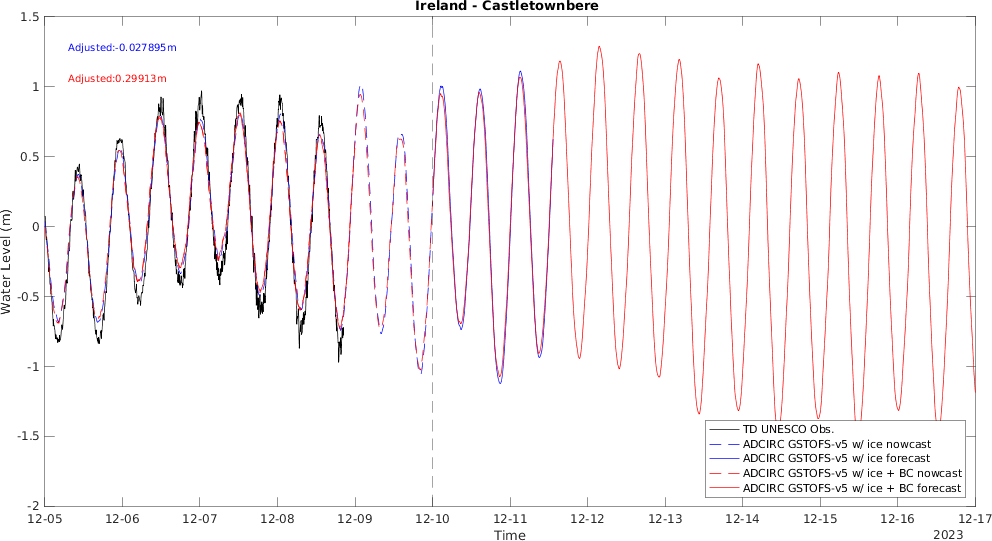 Ireland - Castletownbere
1.5
1
0.5
0
-0.5
-1
-1.5
-2
Water Level (m)
Adjusted:-0.027895m
Adjusted:0.29913m
TD UNESCO Obs.
ADCIRC GSTOFS-v5 w/ ice nowcast
ADCIRC GSTOFS-v5 w/ ice forecast
ADCIRC GSTOFS-v5 w/ ice + BC nowcast
ADCIRC GSTOFS-v5 w/ ice + BC forecast
12-05 12-06 12-07 12-08 12-09 12-10 12-11 12-12 12-13 12-14 12-15 12-16 12-17
Time
2023